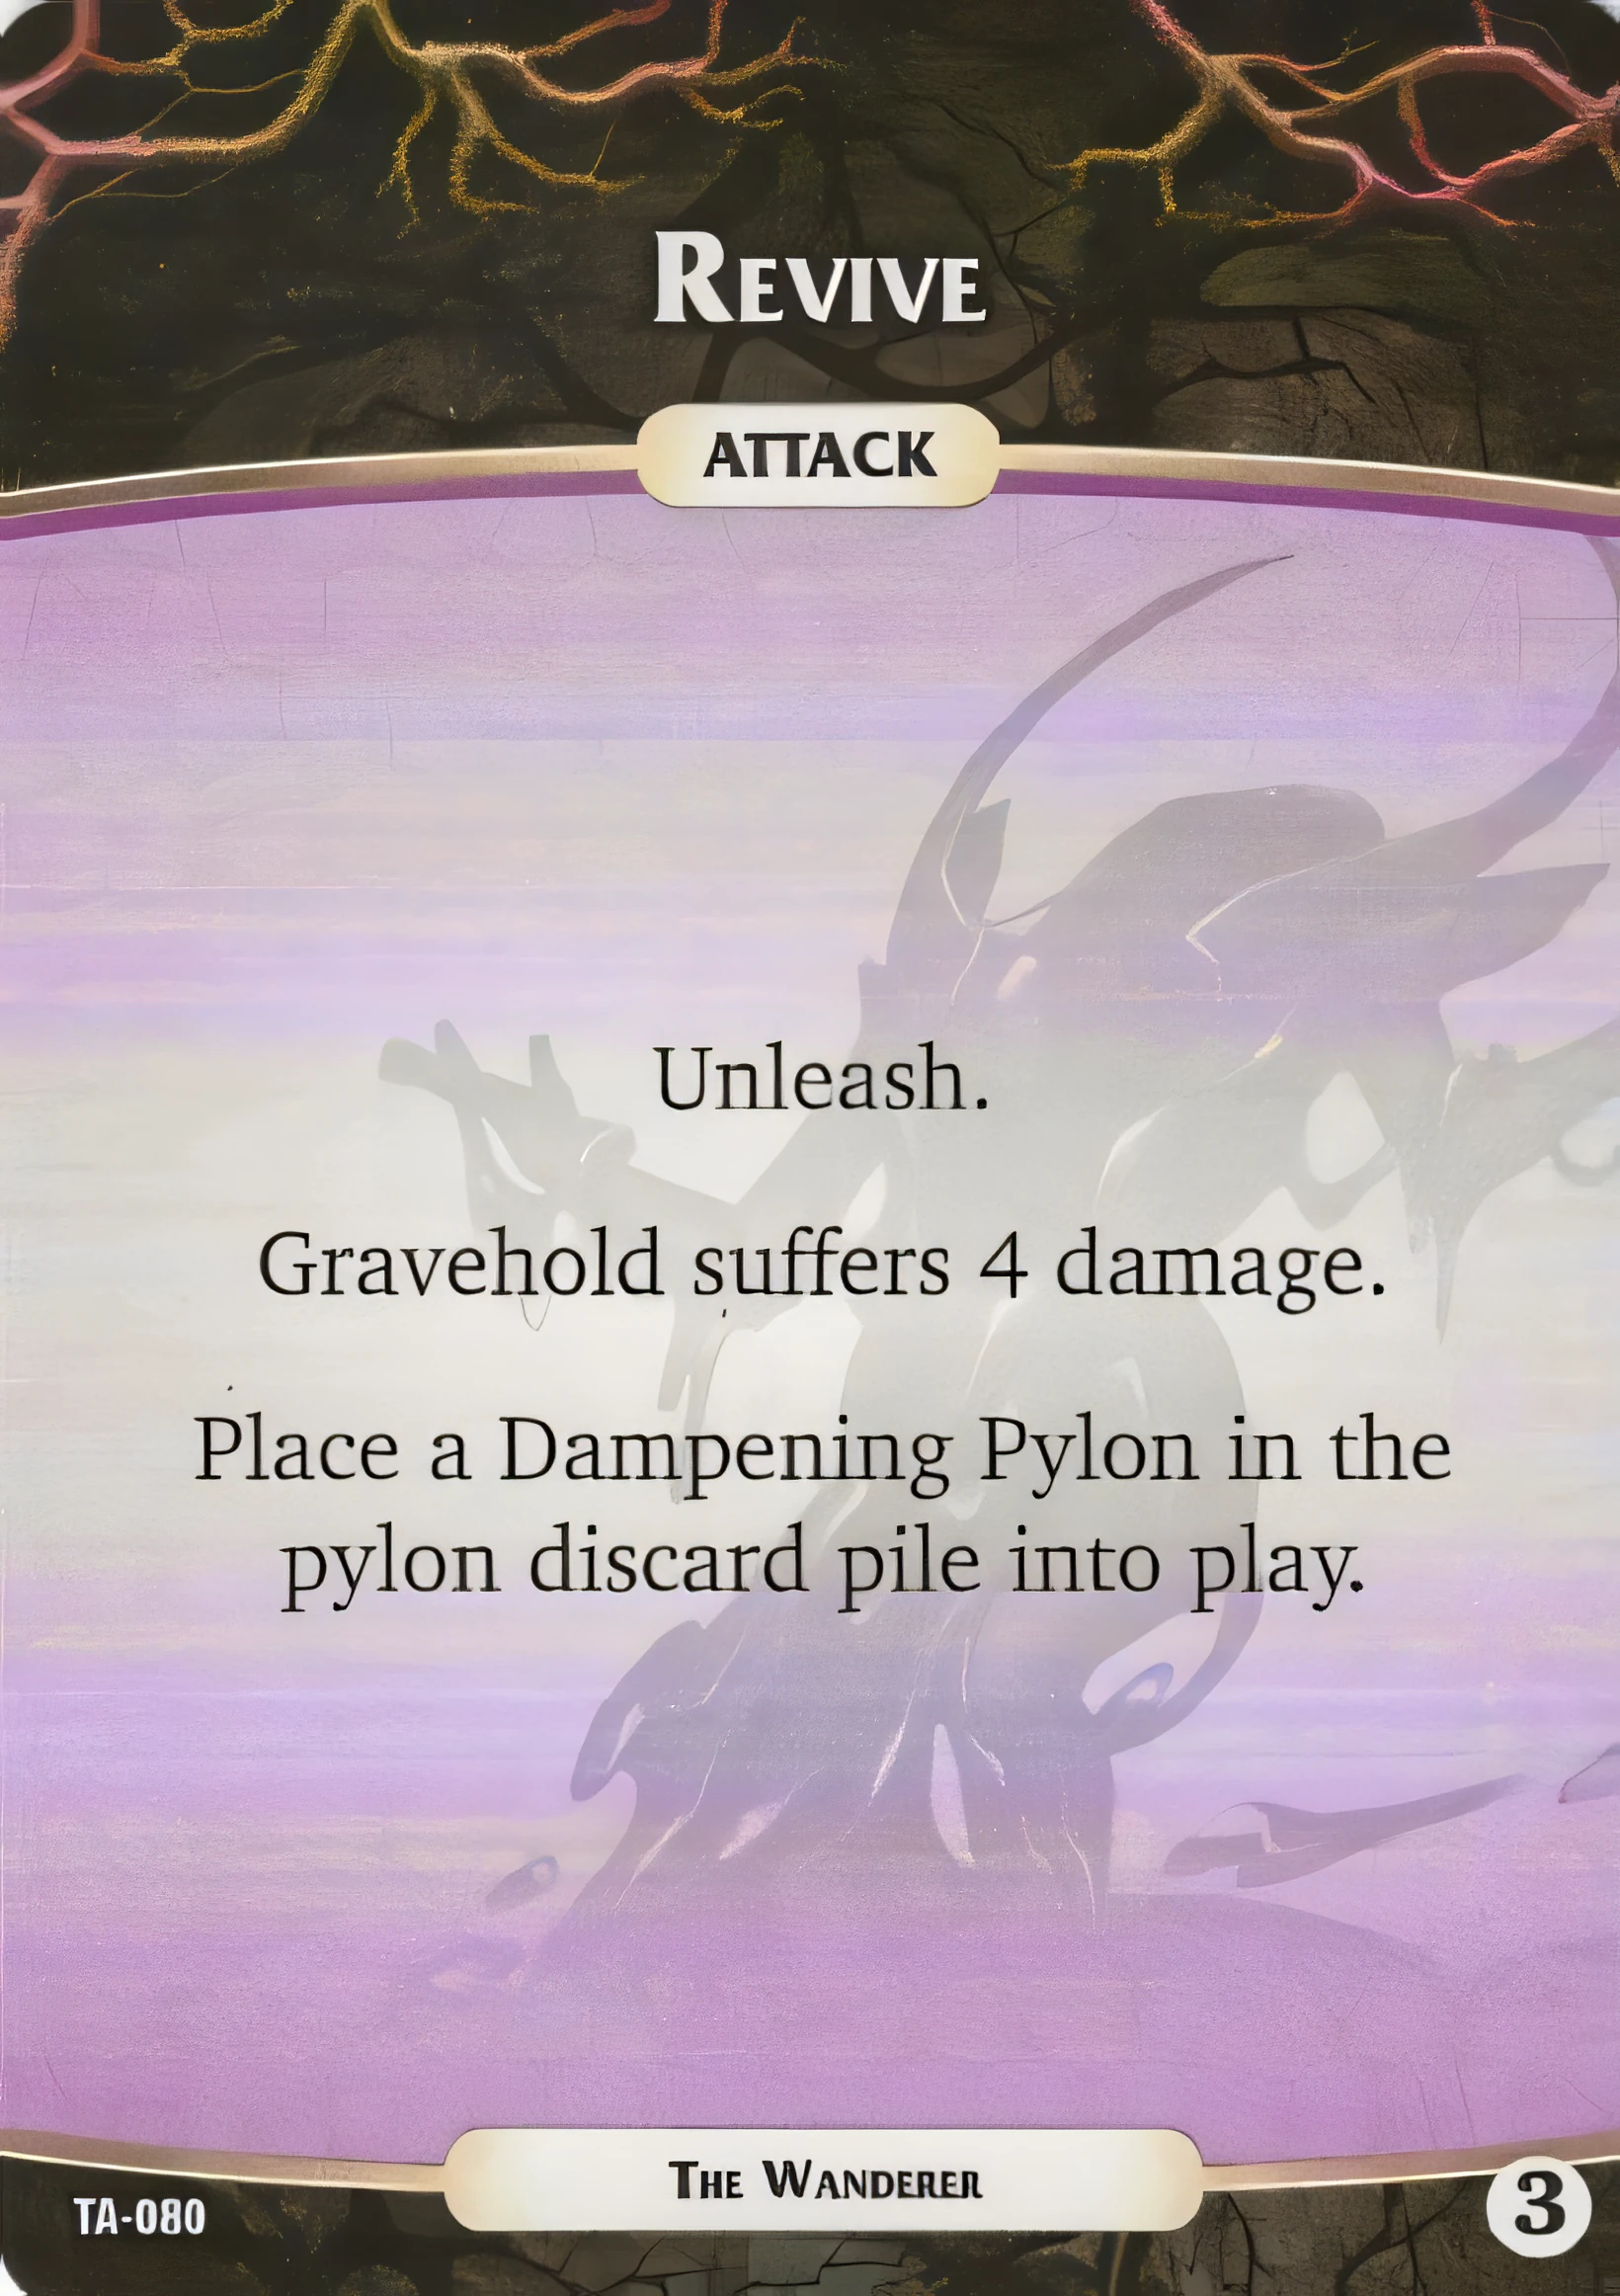 Revive
ATTACK
Unleash.
Gravehold suffers 4 damage.
Place a Dampening Pylon in the
pylon discard pile into play.
The Wanderer
TA-080
3